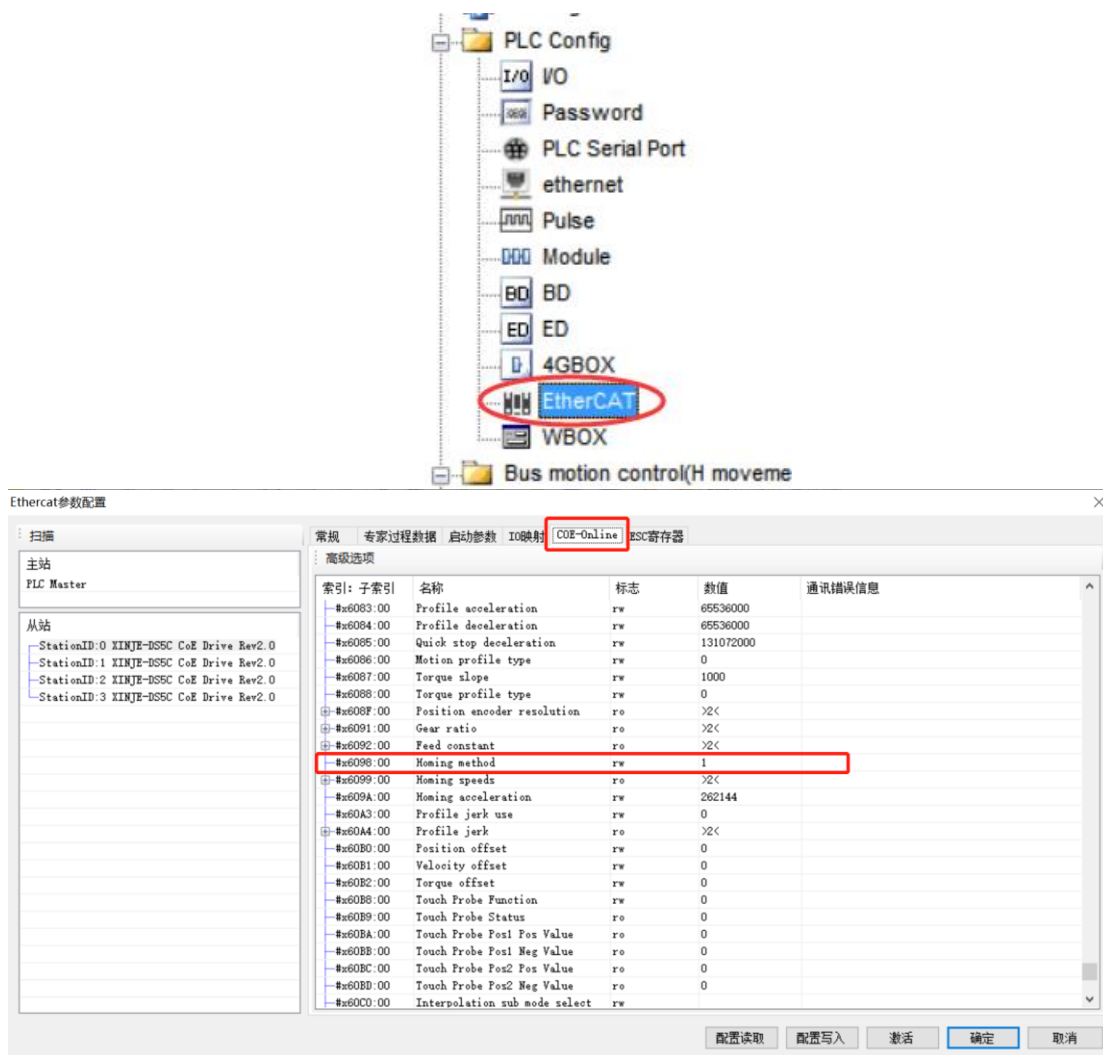 PLC Config
I/O I/O
Password
PLC Serial Port
ethernet
Pulse
Module
BD BD
ED ED
4GBOX
EtherCAT
WBOX
Bus motion control(H moveme
Ethercat参数配置
扫描
主站
PLC Master
从站
StationID:0 XINJE-DS5C CoE Drive Rev2.0
StationID:1 XINJE-DS5C CoE Drive Rev2.0
StationID:2 XINJE-DS5C CoE Drive Rev2.0
StationID:3 XINJE-DS5C CoE Drive Rev2.0
常规 专家过程数据 启动参数 IO映射 COE-Online ESC寄存器
高级选项
索引: 子索引 名称 标志 数值 通讯错误信息
#x6083:00 Profile acceleration rw 65536000
#x6084:00 Profile deceleration rw 65536000
#x6085:00 Quick stop deceleration rw 131072000
#x6086:00 Motion profile type rw 0
#x6087:00 Torque slope rw 1000
#x6088:00 Torque profile type rw 0
#x608F:00 Position encoder resolution ro >2<
#x6091:00 Gear ratio ro >2<
#x6092:00 Feed constant ro >2<
#x6098:00 Homing method rw 1
#x6099:00 Homing speeds ro >2<
#x609A:00 Homing acceleration rw 262144
#x60A3:00 Profile jerk use rw 0
#x60A4:00 Profile jerk ro >2<
#x60B0:00 Position offset rw 0
#x60B1:00 Velocity offset rw 0
#x60B2:00 Torque offset rw 0
#x60B8:00 Touch Probe Function rw 0
#x60B9:00 Touch Probe Status ro 0
#x60BA:00 Touch Probe Pos1 Pos Value ro 0
#x60BB:00 Touch Probe Pos1 Neg Value ro 0
#x60BC:00 Touch Probe Pos2 Pos Value ro 0
#x60BD:00 Touch Probe Pos2 Neg Value ro 0
#x60C0:00 Interpolation sub mode select rw
配置读取 配置写入 激活 确定 取消